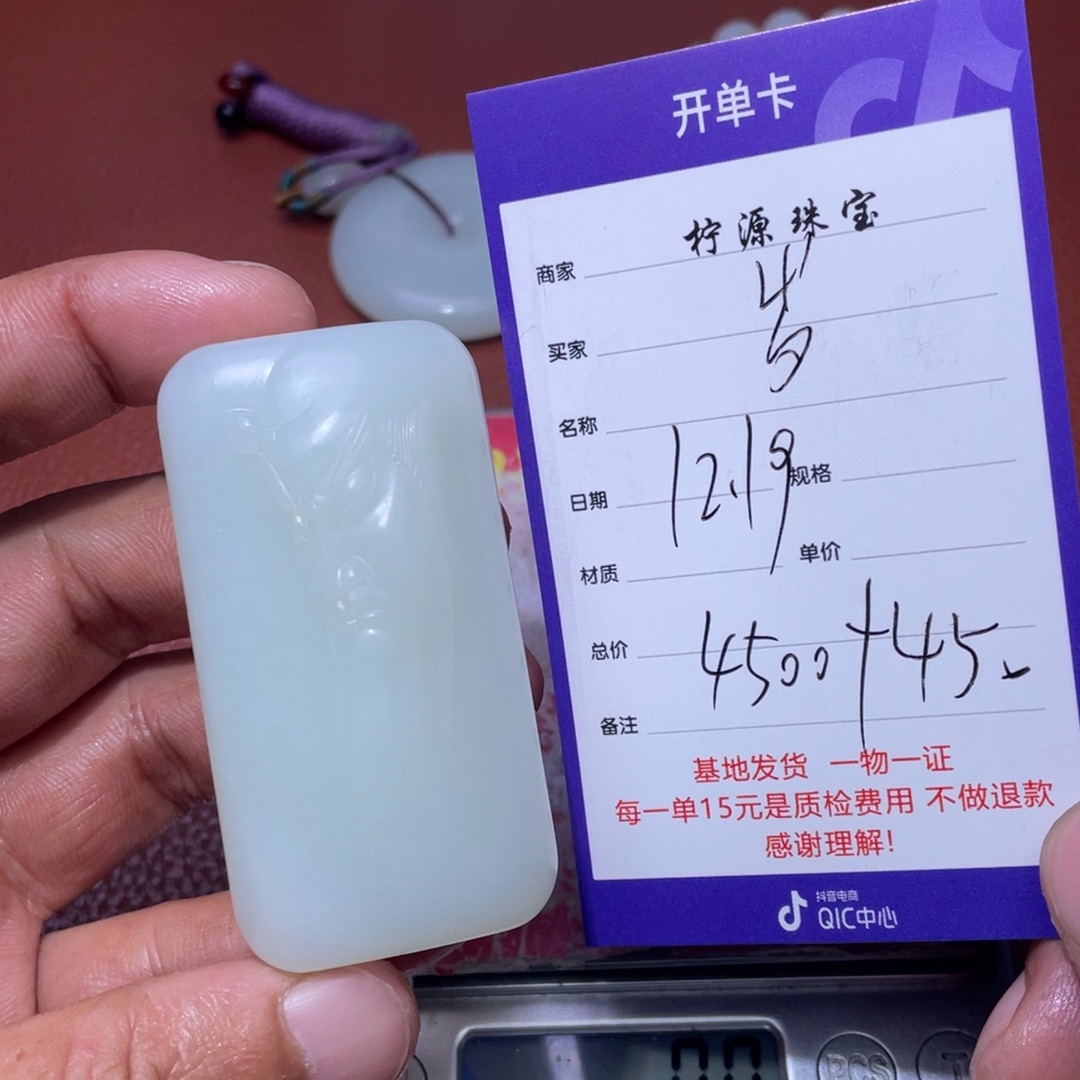 开单卡
商家 柠源珠宝
买家
名称
日期 12.19 规格
材质 单价
总价 4500+45
备注
基地发货 一物一证
每一单15元是质检费用 不做退款
感谢理解!
抖音电商
QIC中心
PCS